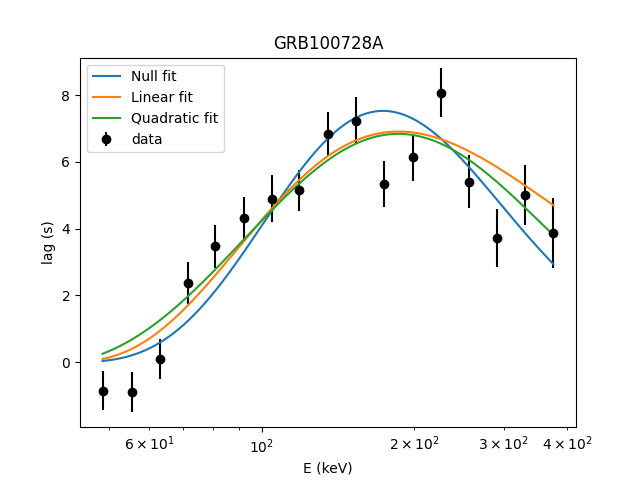 GRB100728A
Null fit
Linear fit
Quadratic fit
data
lag (s)
8
6
4
2
0
6 × 10¹
10²
2 × 10²
3 × 10²
4 × 10²
E (keV)